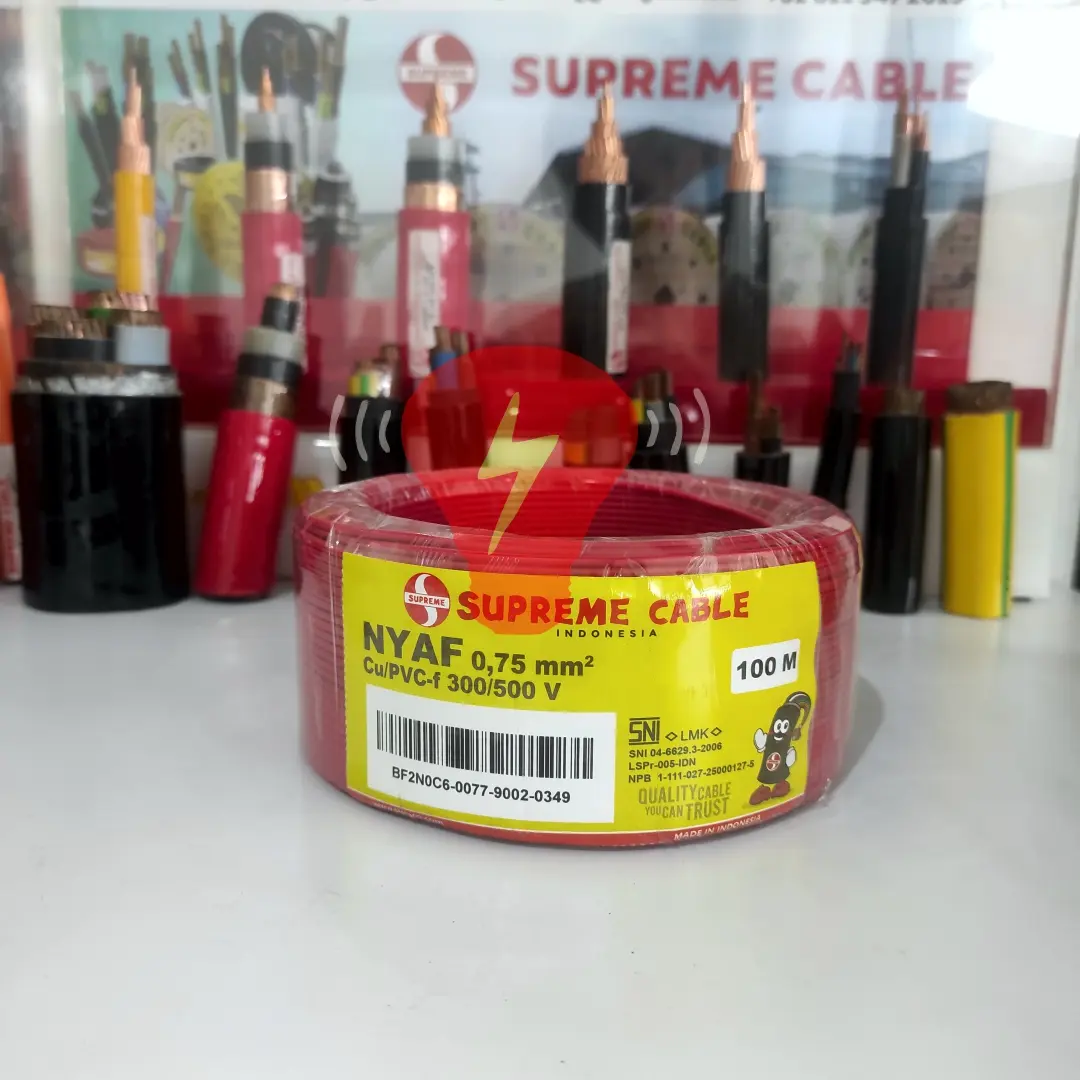 SUPREME
SUPREME CABLE
SUPREME
SUPREME CABLE
INDONESIA
NYAF 0,75 mm²
Cu/PVC-f 300/500 V
100 M
BF2N0C6-0077-9002-0349
SNI LMK
SNI 04-6629.3-2006
LSPr-005-IDN
NPB 1-111-027-25000127-5
QUALITY CABLE
YOU CAN TRUST
MADE IN INDONESIA